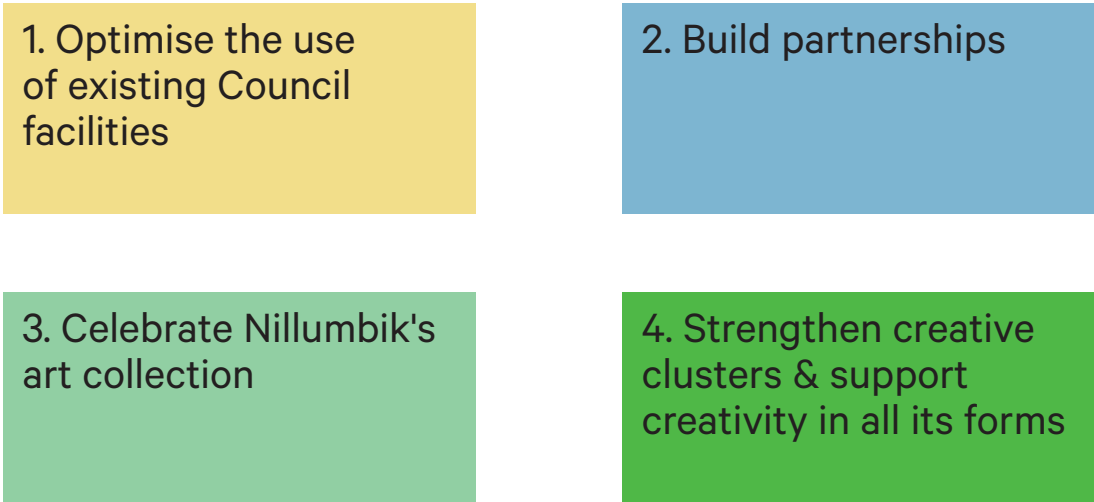 1. Optimise the use
of existing Council
facilities
2. Build partnerships
3. Celebrate Nillumbik's
art collection
4. Strengthen creative
clusters & support
creativity in all its forms